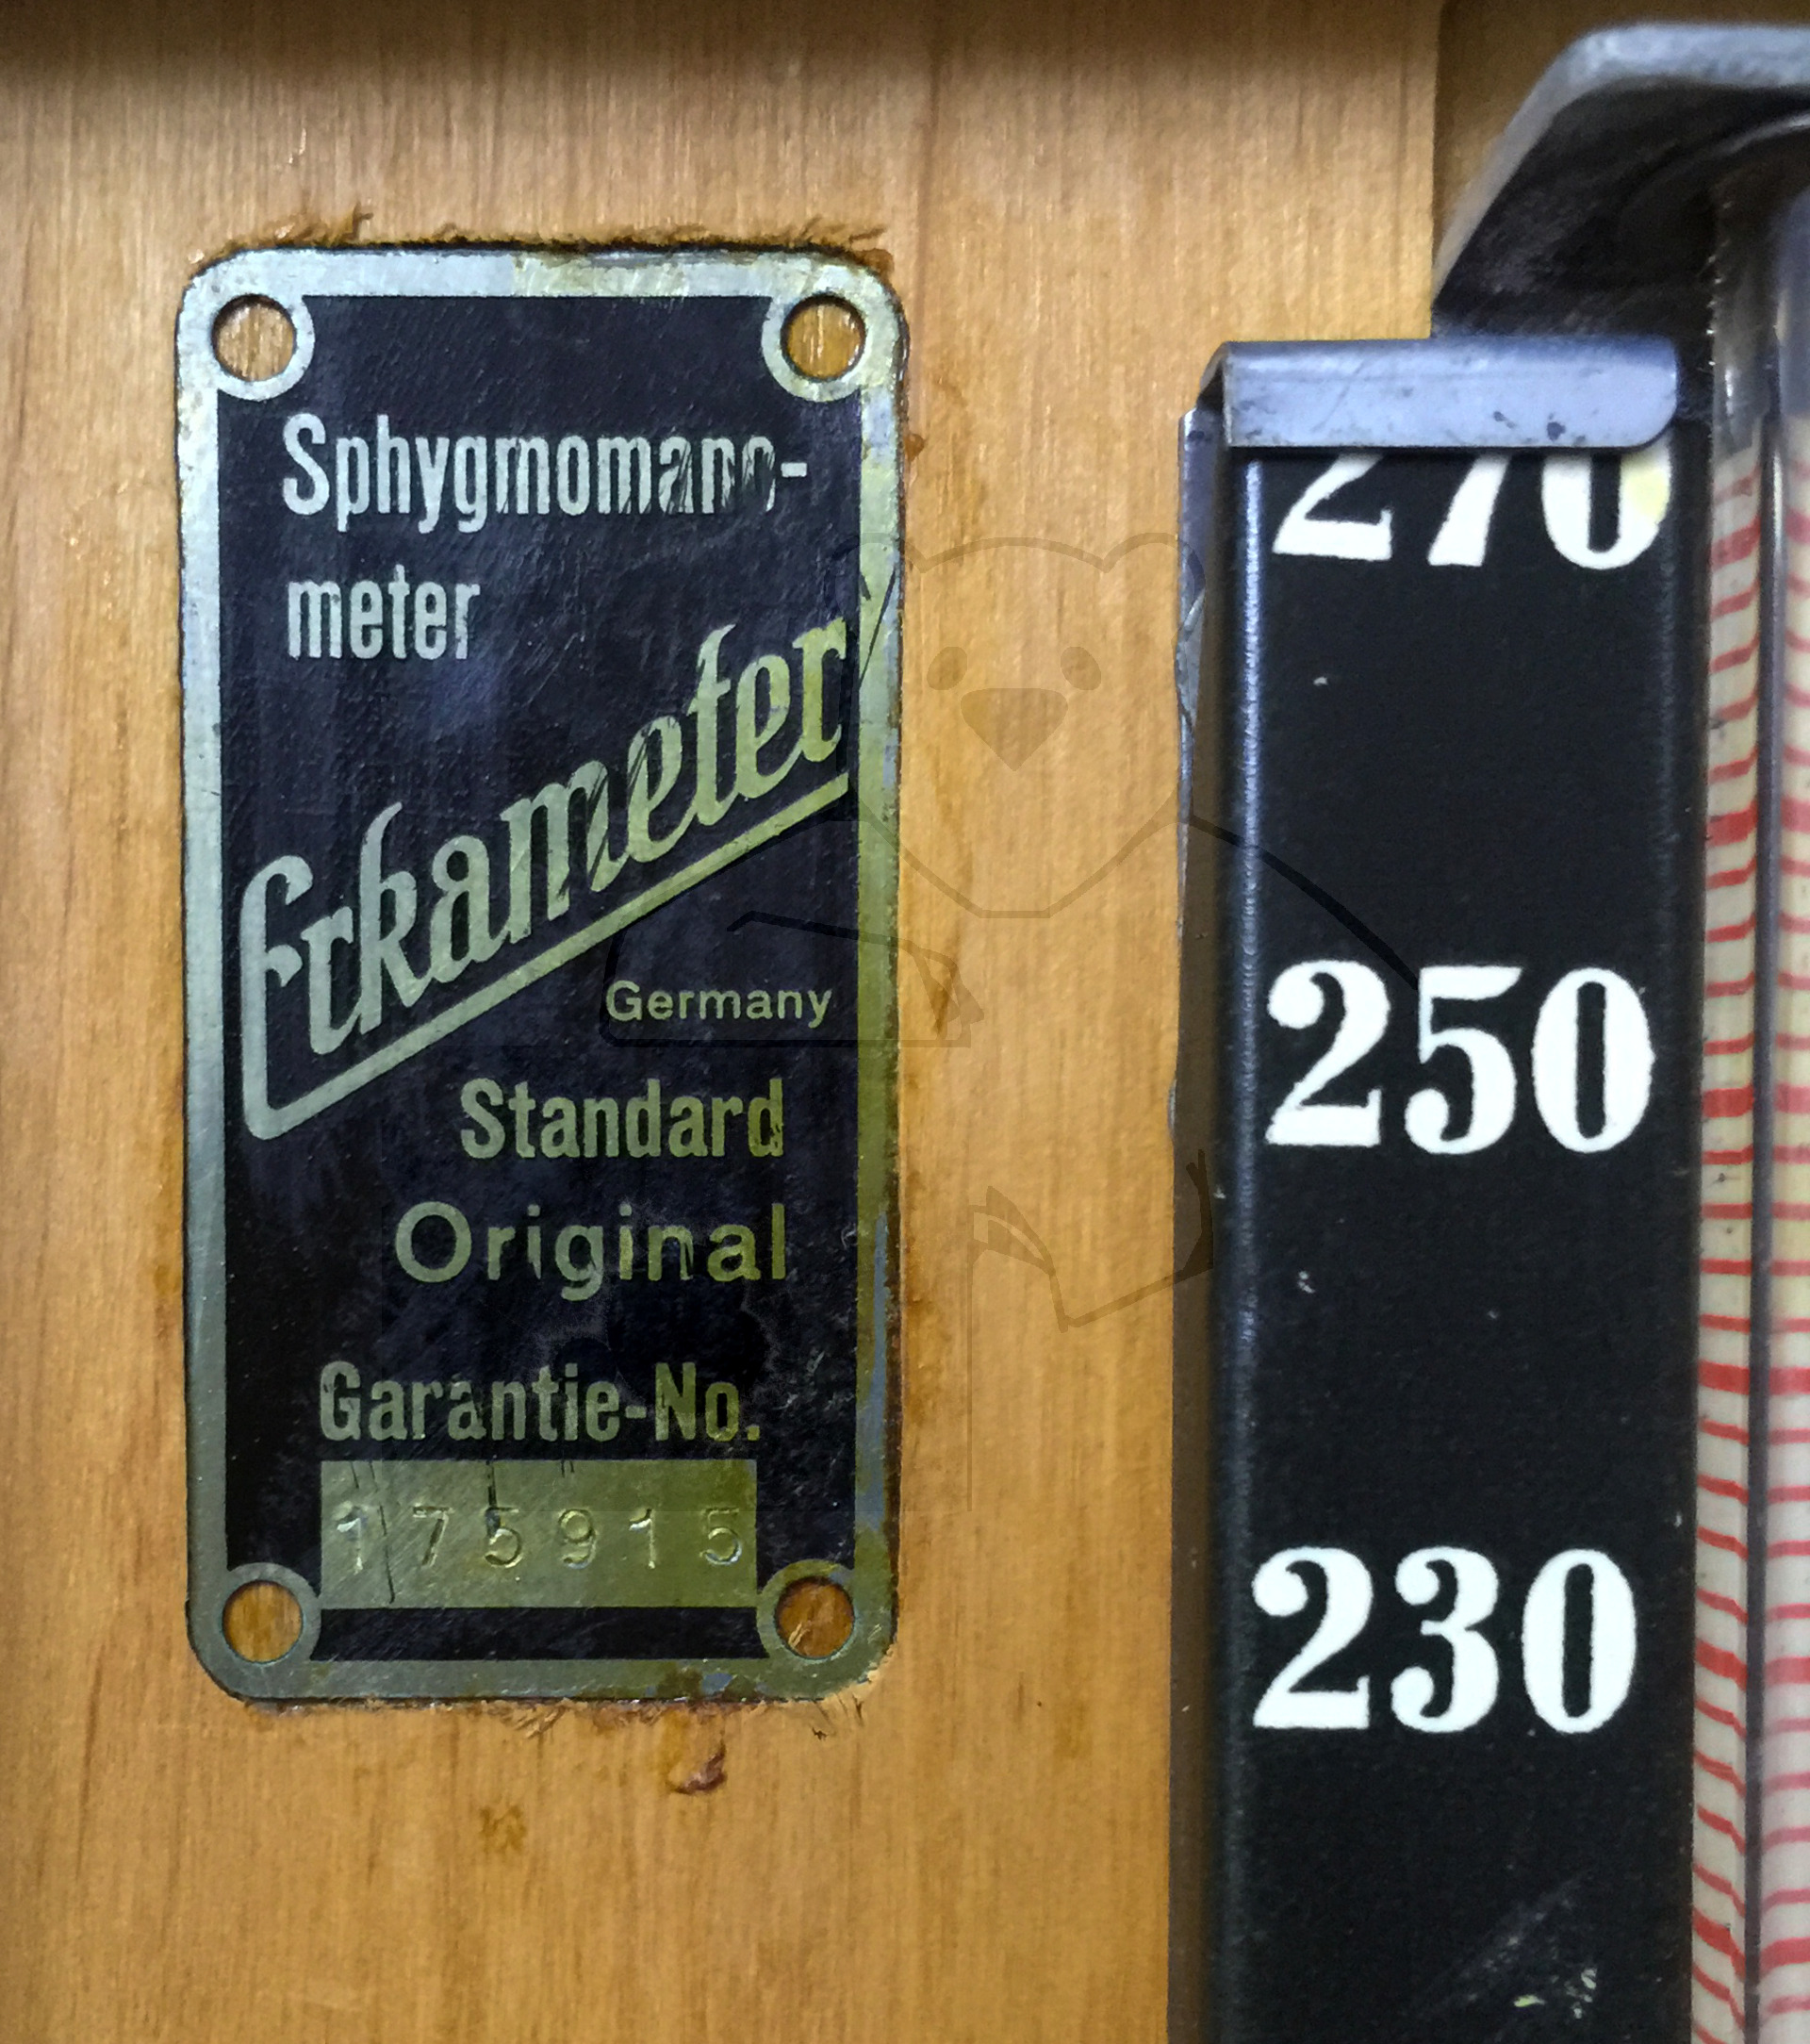 Sphygmomano-
meter
Erkameter
Germany
Standard
Original
Garantie-No.
175915
270
250
230